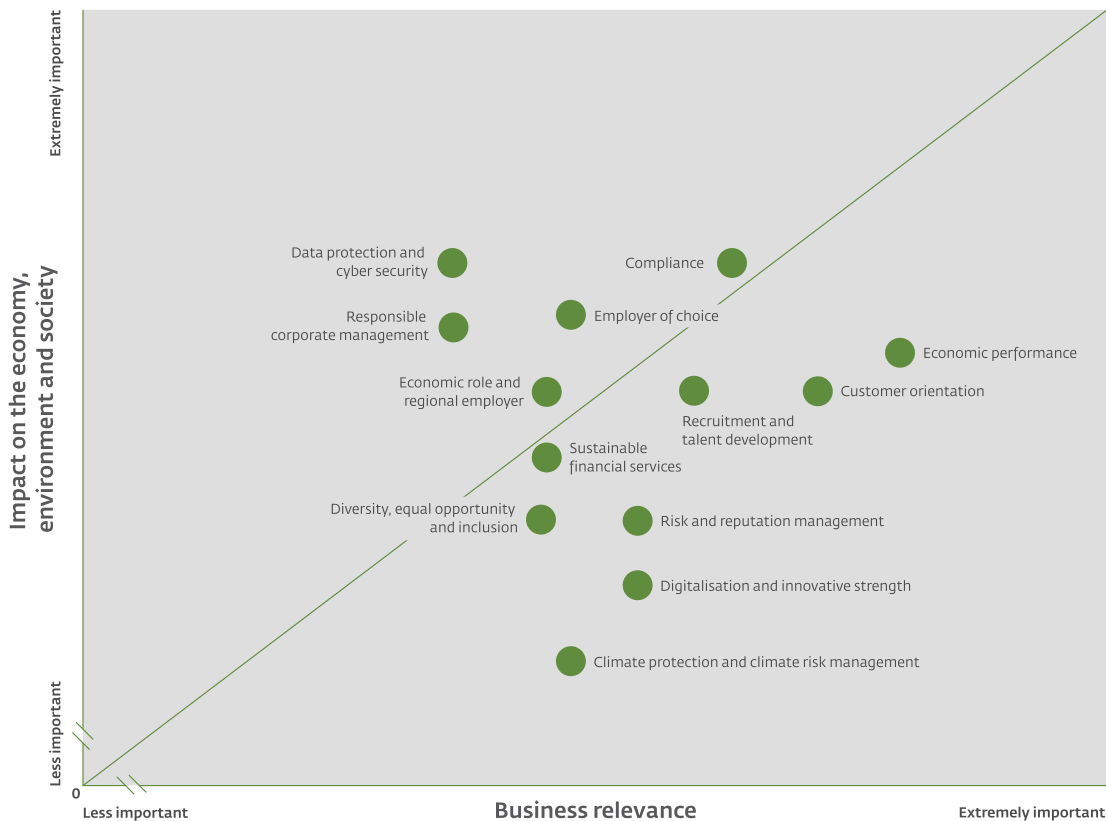 Extremely important
Impact on the economy,
environment and society
Less important
Data protection and
cyber security
Compliance
Responsible
corporate management
Employer of choice
Economic performance
Economic role and
regional employer
Customer orientation
Recruitment and
talent development
Sustainable
financial services
Diversity, equal opportunity
and inclusion
Risk and reputation management
Digitalisation and innovative strength
Climate protection and climate risk management
0
Less important
Business relevance
Extremely important